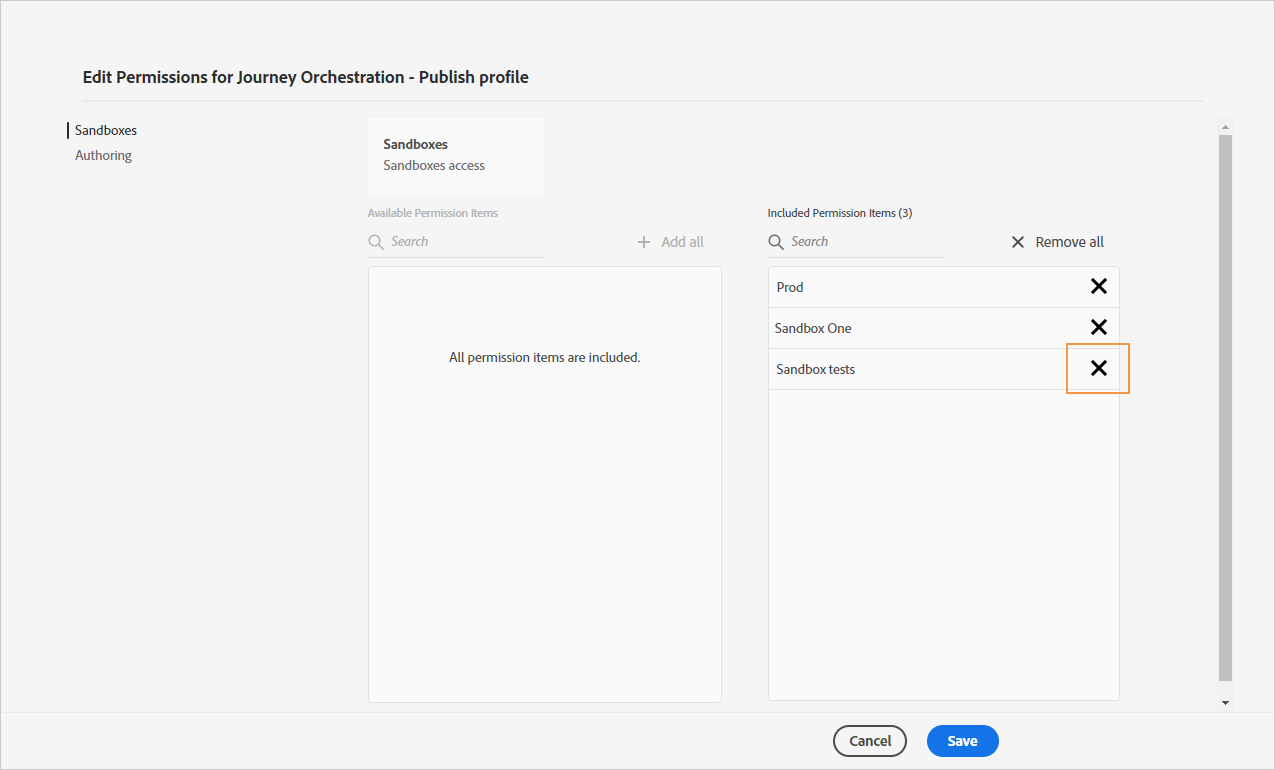 Edit Permissions for Journey Orchestration - Publish profile
Sandboxes
Authoring
Sandboxes
Sandboxes access
Available Permission Items
Search
Add all
All permission items are included.
Included Permission Items (3)
Search
Remove all
Prod
Sandbox One
Sandbox tests
Cancel
Save